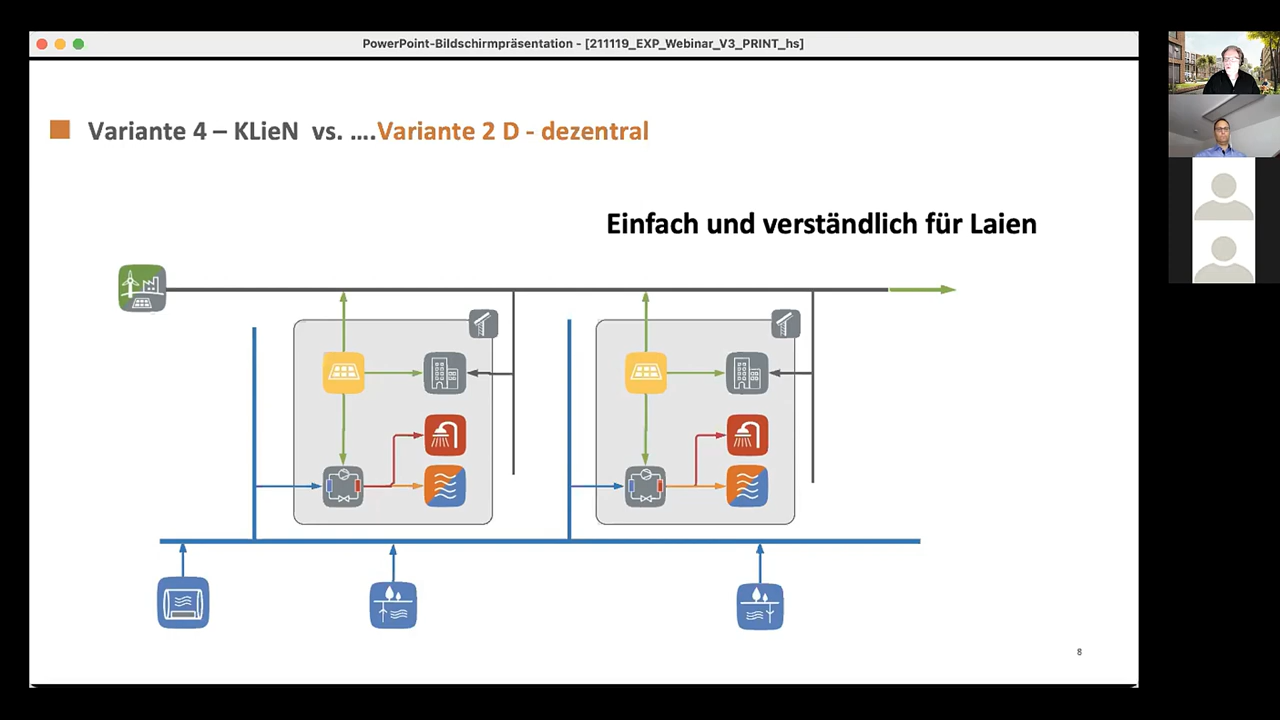 PowerPoint-Bildschirmpräsentation - [211119_EXP_Webinar_V3_PRINT_hs]
Variante 4 – KLieN vs. ....Variante 2 D - dezentral
Einfach und verständlich für Laien
8